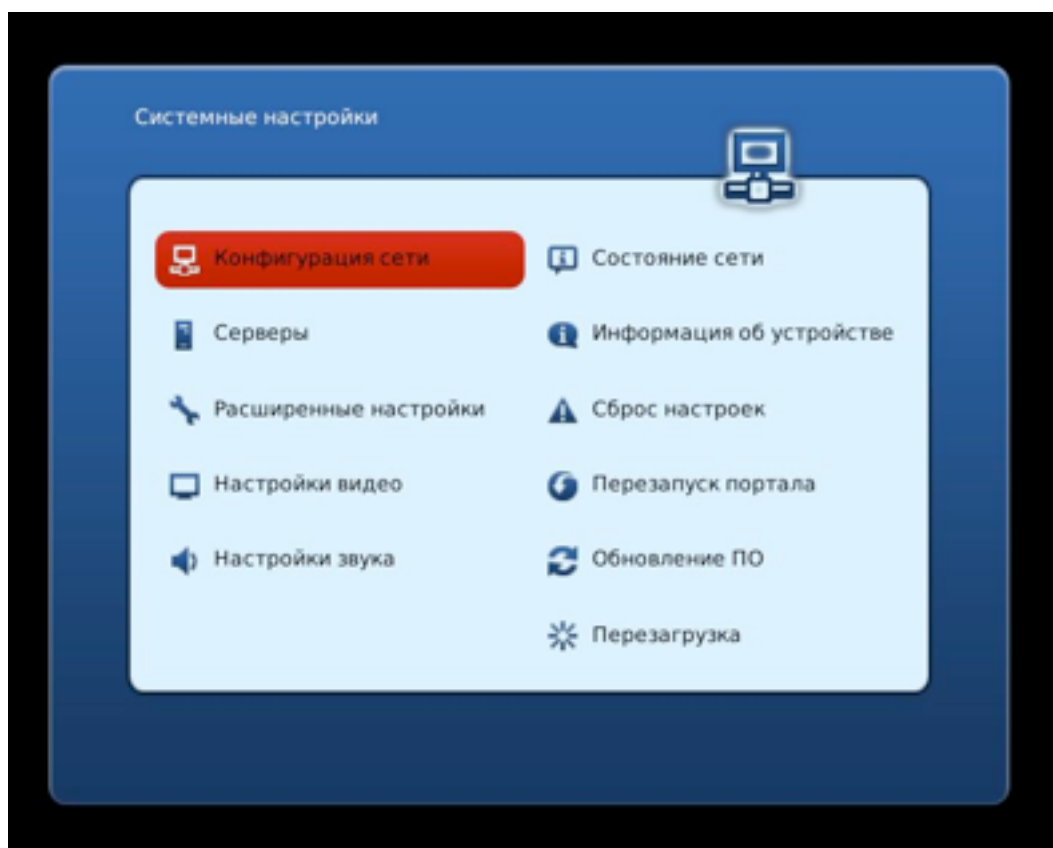 Системные настройки
Конфигурация сети
Серверы
Расширенные настройки
Настройки видео
Настройки звука
Состояние сети
Информация об устройстве
Сброс настроек
Перезапуск портала
Обновление ПО
Перезагрузка